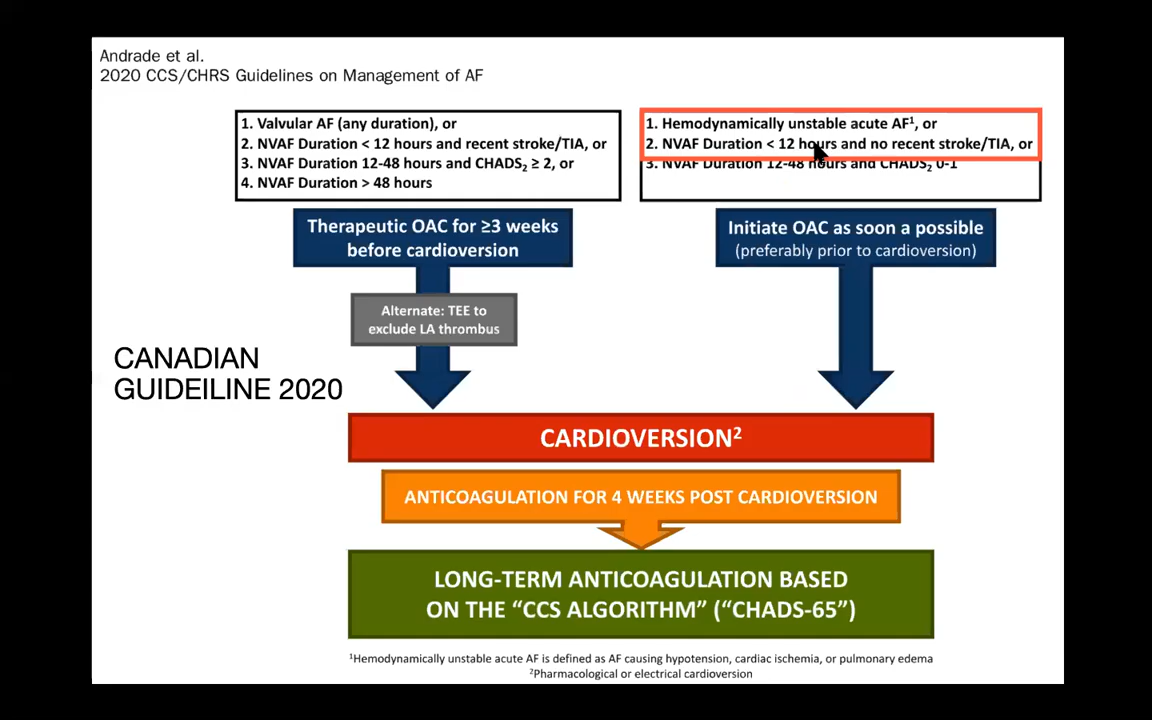 Andrade et al.
2020 CCS/CHRS Guidelines on Management of AF
1. Valvular AF (any duration), or
2. NVAF Duration < 12 hours and recent stroke/TIA, or
3. NVAF Duration 12-48 hours and CHADS₂ ≥ 2, or
4. NVAF Duration > 48 hours
1. Hemodynamically unstable acute AF¹, or
2. NVAF Duration < 12 hours and no recent stroke/TIA, or
3. NVAF Duration 12-48 hours and CHADS₂ 0-1
Therapeutic OAC for ≥3 weeks
before cardioversion
Initiate OAC as soon a possible
(preferably prior to cardioversion)
Alternate: TEE to
exclude LA thrombus
CANADIAN
GUIDEILINE 2020
CARDIOVERSION²
ANTICOAGULATION FOR 4 WEEKS POST CARDIOVERSION
LONG-TERM ANTICOAGULATION BASED
ON THE “CCS ALGORITHM” (“CHADS-65”)
¹Hemodynamically unstable acute AF is defined as AF causing hypotension, cardiac ischemia, or pulmonary edema
²Pharmacological or electrical cardioversion